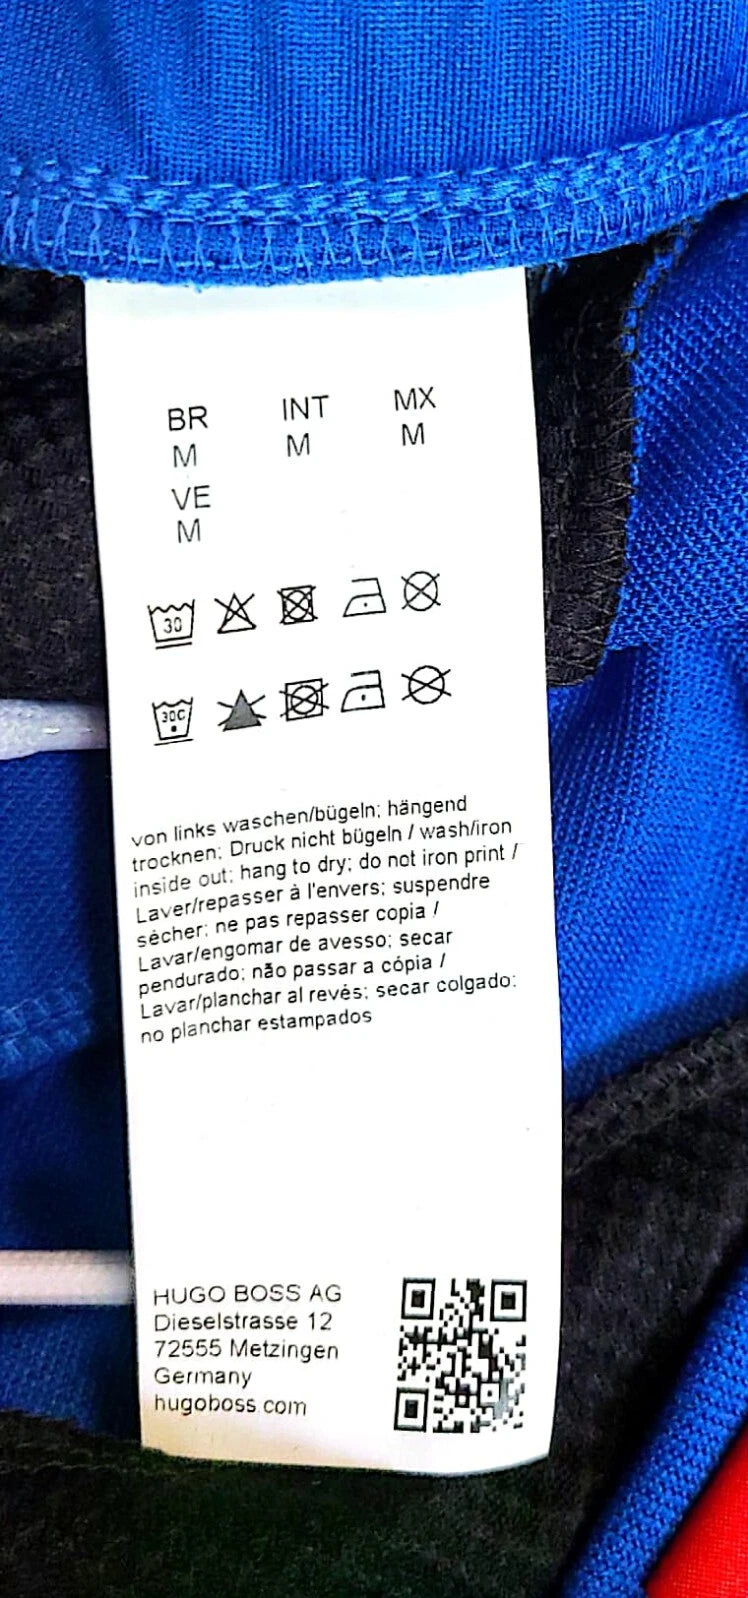 BR INT MX
M M M
VE
M
30
30C
von links waschen/bügeln; hängend
trocknen; Druck nicht bügeln / wash/iron
inside out; hang to dry; do not iron print /
Laver/repasser à l'envers; suspendre
sécher; ne pas repasser copia /
Lavar/engomar de avesso; secar
pendurado; não passar a cópia /
Lavar/planchar al revés; secar colgado;
no planchar estampados
HUGO BOSS AG
Dieselstrasse 12
72555 Metzingen
Germany
hugoboss.com